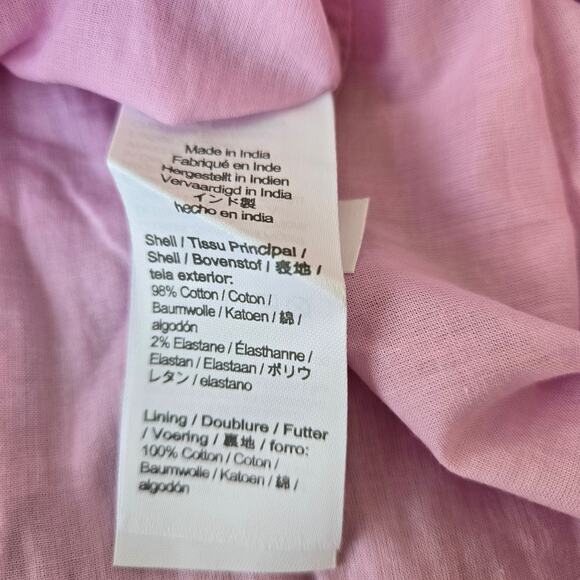 Made in India
Fabriqué en Inde
Hergestellt in Indien
Vervaardigd in India
インド製
hecho en india
Shell / Tissu Principal /
Shell / Bovenstof / 表地 /
tela exterior:
98% Cotton / Coton /
Baumwolle / Katoen / 綿 /
algodón
2% Elastane / Élasthanne /
Elastan / Elastaan / ポリウ
レタン / elastano
Lining / Doublure / Futter
/ Voering / 裏地 / forro:
100% Cotton / Coton /
Baumwolle / Katoen / 綿 /
algodón